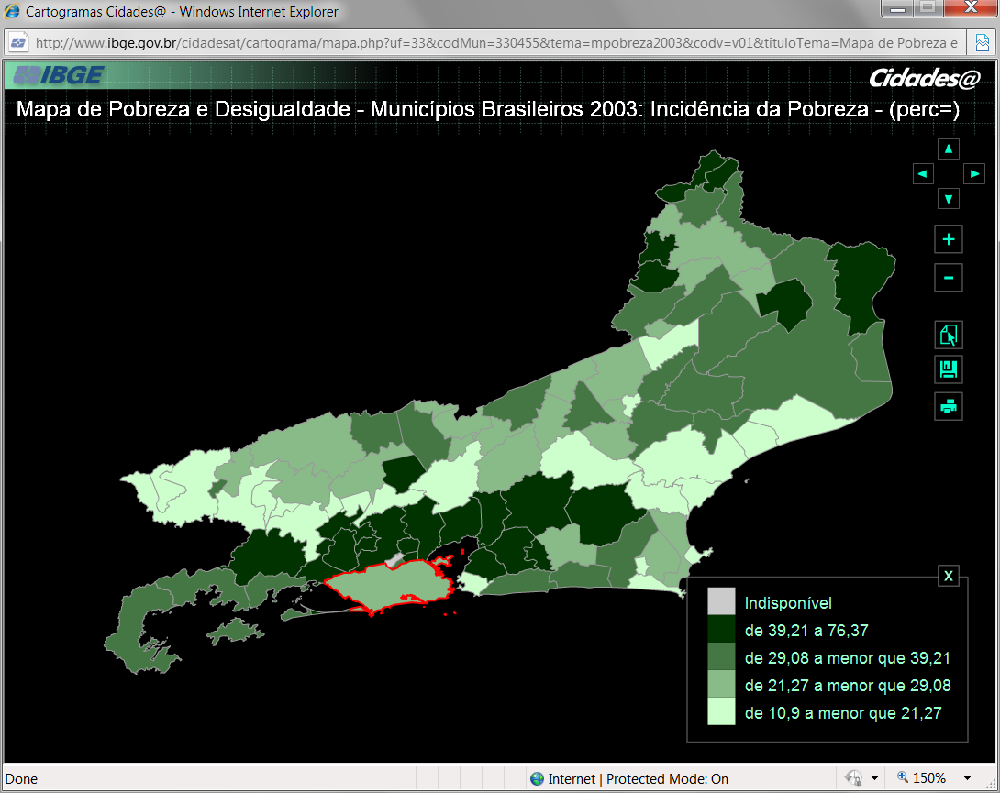 Cartogramas Cidades@ - Windows Internet Explorer
http://www.ibge.gov.br/cidadesat/cartograma/mapa.php?uf=33&codMun=330455&tema=mpobreza2003&codv=v01&tituloTema=Mapa de Pobreza e
IBGE
Cidades@
Mapa de Pobreza e Desigualdade - Municípios Brasileiros 2003: Incidência da Pobreza - (perc=)
X
Indisponível
de 39,21 a 76,37
de 29,08 a menor que 39,21
de 21,27 a menor que 29,08
de 10,9 a menor que 21,27
Done
Internet | Protected Mode: On
150%